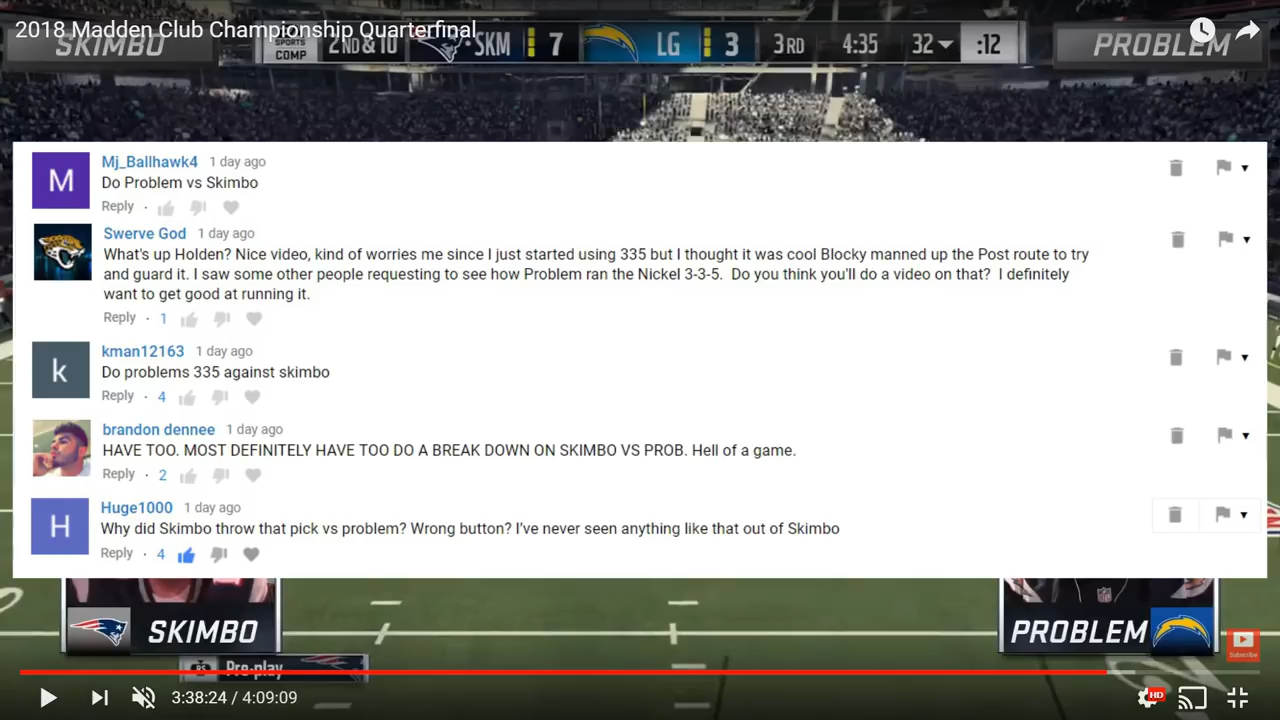 2018 Madden Club Championship Quarterfinal
SKIMBO
SPORTS
COMP
2ND & 10
SKM
7
LG
3
3RD
4:35
32
:12
PROBLEM
M
Mj_Ballhawk4 1 day ago
Do Problem vs Skimbo
Reply
Swerve God 1 day ago
What's up Holden? Nice video, kind of worries me since I just started using 335 but I thought it was cool Blocky manned up the Post route to try
and guard it. I saw some other people requesting to see how Problem ran the Nickel 3-3-5. Do you think you'll do a video on that? I definitely
want to get good at running it.
Reply · 1
k
kman12163 1 day ago
Do problems 335 against skimbo
Reply · 4
brandon dennee 1 day ago
HAVE TOO. MOST DEFINITELY HAVE TOO DO A BREAK DOWN ON SKIMBO VS PROB. Hell of a game.
Reply · 2
H
Huge1000 1 day ago
Why did Skimbo throw that pick vs problem? Wrong button? I've never seen anything like that out of Skimbo
Reply · 4
SKIMBO
PROBLEM
Subscribe
RS
Pre-play
3:38:24 / 4:09:09
HD